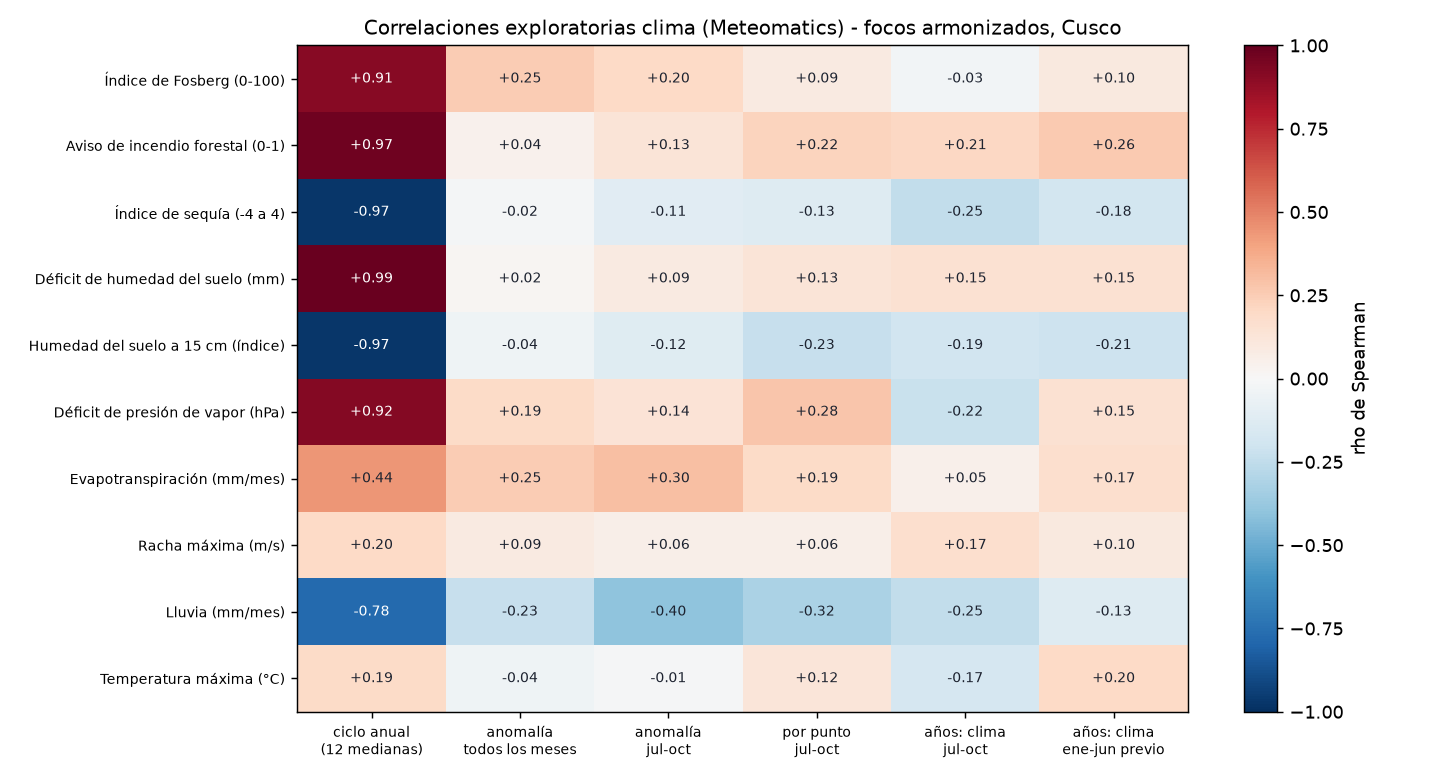 Correlaciones exploratorias clima (Meteomatics) - focos armonizados, Cusco
Índice de Fosberg (0-100) +0.91 +0.25 +0.20 +0.09 -0.03 +0.10
Aviso de incendio forestal (0-1) +0.97 +0.04 +0.13 +0.22 +0.21 +0.26
Índice de sequía (-4 a 4) -0.97 -0.02 -0.11 -0.13 -0.25 -0.18
Déficit de humedad del suelo (mm) +0.99 +0.02 +0.09 +0.13 +0.15 +0.15
Humedad del suelo a 15 cm (índice) -0.97 -0.04 -0.12 -0.23 -0.19 -0.21
Déficit de presión de vapor (hPa) +0.92 +0.19 +0.14 +0.28 -0.22 +0.15
Evapotranspiración (mm/mes) +0.44 +0.25 +0.30 +0.19 +0.05 +0.17
Racha máxima (m/s) +0.20 +0.09 +0.06 +0.06 +0.17 +0.10
Lluvia (mm/mes) -0.78 -0.23 -0.40 -0.32 -0.25 -0.13
Temperatura máxima (°C) +0.19 -0.04 -0.01 +0.12 -0.17 +0.20
ciclo anual
(12 medianas)
anomalía
todos los meses
anomalía
jul-oct
por punto
jul-oct
años: clima
jul-oct
años: clima
ene-jun previo
1.00
0.75
0.50
0.25
0.00
−0.25
−0.50
−0.75
−1.00
rho de Spearman